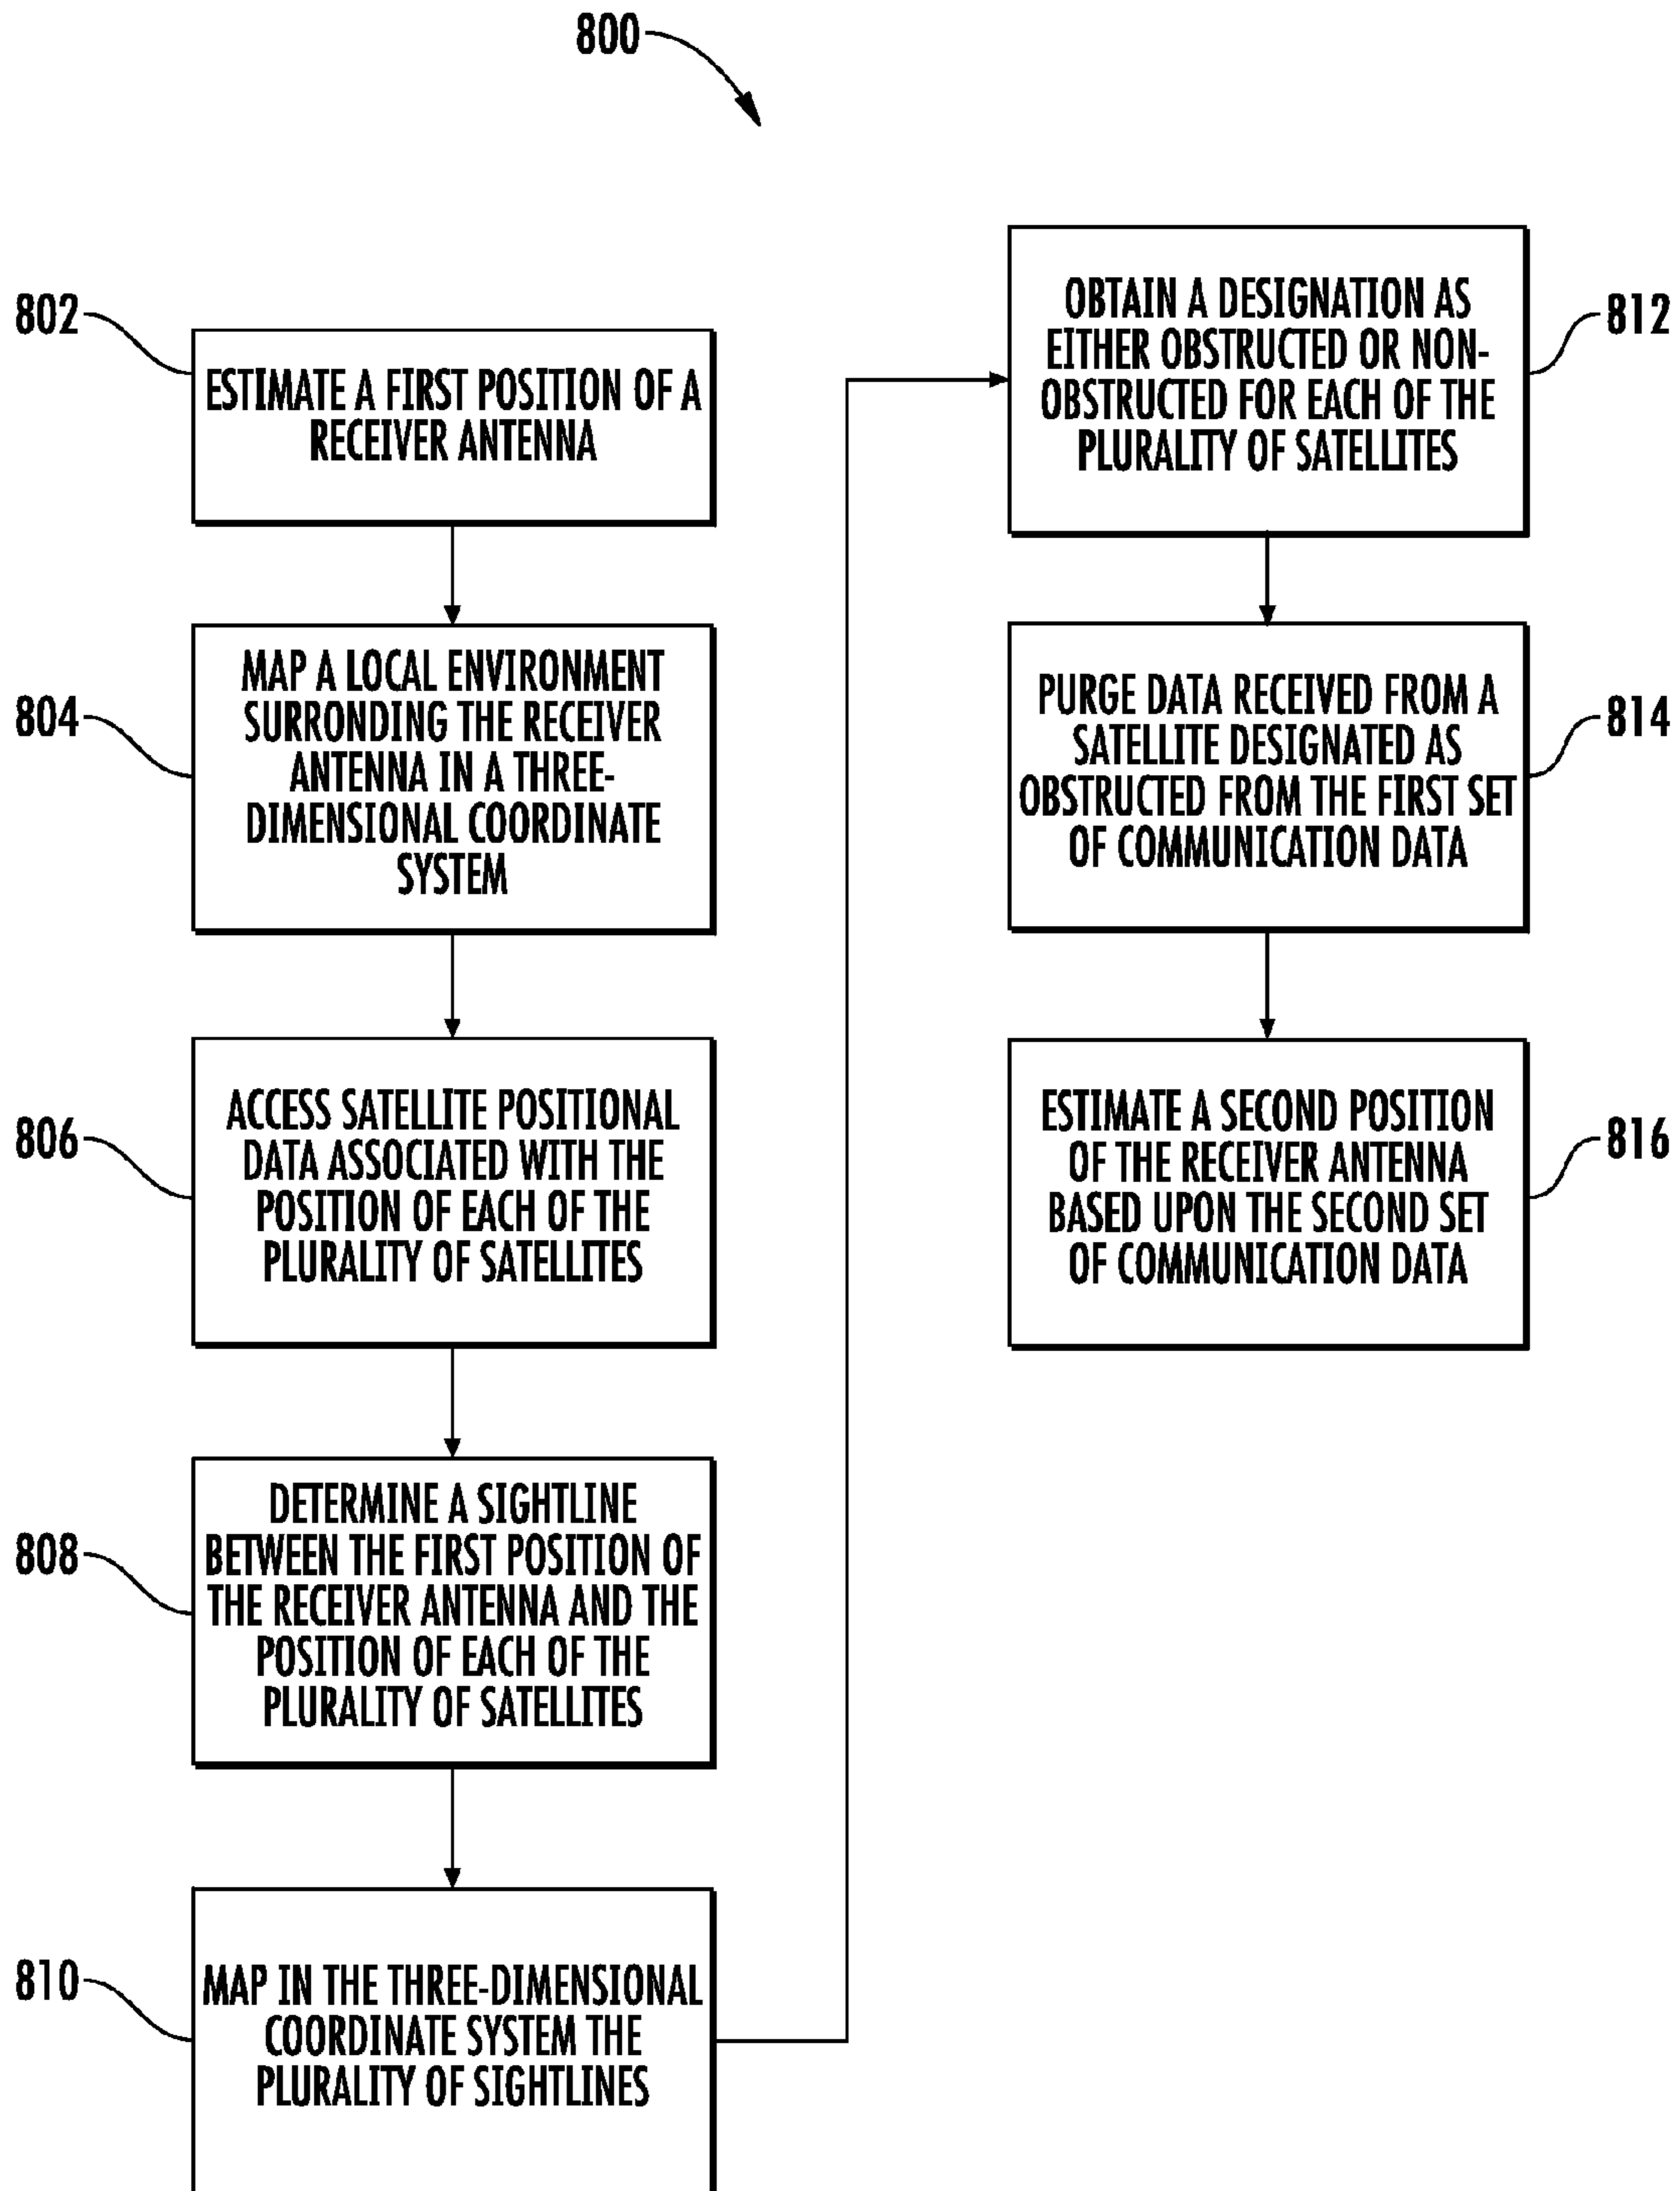 800
802
ESTIMATE A FIRST POSITION OF A
RECEIVER ANTENNA
804
MAP A LOCAL ENVIRONMENT
SURRONDING THE RECEIVER
ANTENNA IN A THREE-
DIMENSIONAL COORDINATE
SYSTEM
806
ACCESS SATELLITE POSITIONAL
DATA ASSOCIATED WITH THE
POSITION OF EACH OF THE
PLURALITY OF SATELLITES
808
DETERMINE A SIGHTLINE
BETWEEN THE FIRST POSITION OF
THE RECEIVER ANTENNA AND THE
POSITION OF EACH OF THE
PLURALITY OF SATELLITES
810
MAP IN THE THREE-DIMENSIONAL
COORDINATE SYSTEM THE
PLURALITY OF SIGHTLINES
812
OBTAIN A DESIGNATION AS
EITHER OBSTRUCTED OR NON-
OBSTRUCTED FOR EACH OF THE
PLURALITY OF SATELLITES
814
PURGE DATA RECEIVED FROM A
SATELLITE DESIGNATED AS
OBSTRUCTED FROM THE FIRST SET
OF COMMUNICATION DATA
816
ESTIMATE A SECOND POSITION
OF THE RECEIVER ANTENNA
BASED UPON THE SECOND SET
OF COMMUNICATION DATA